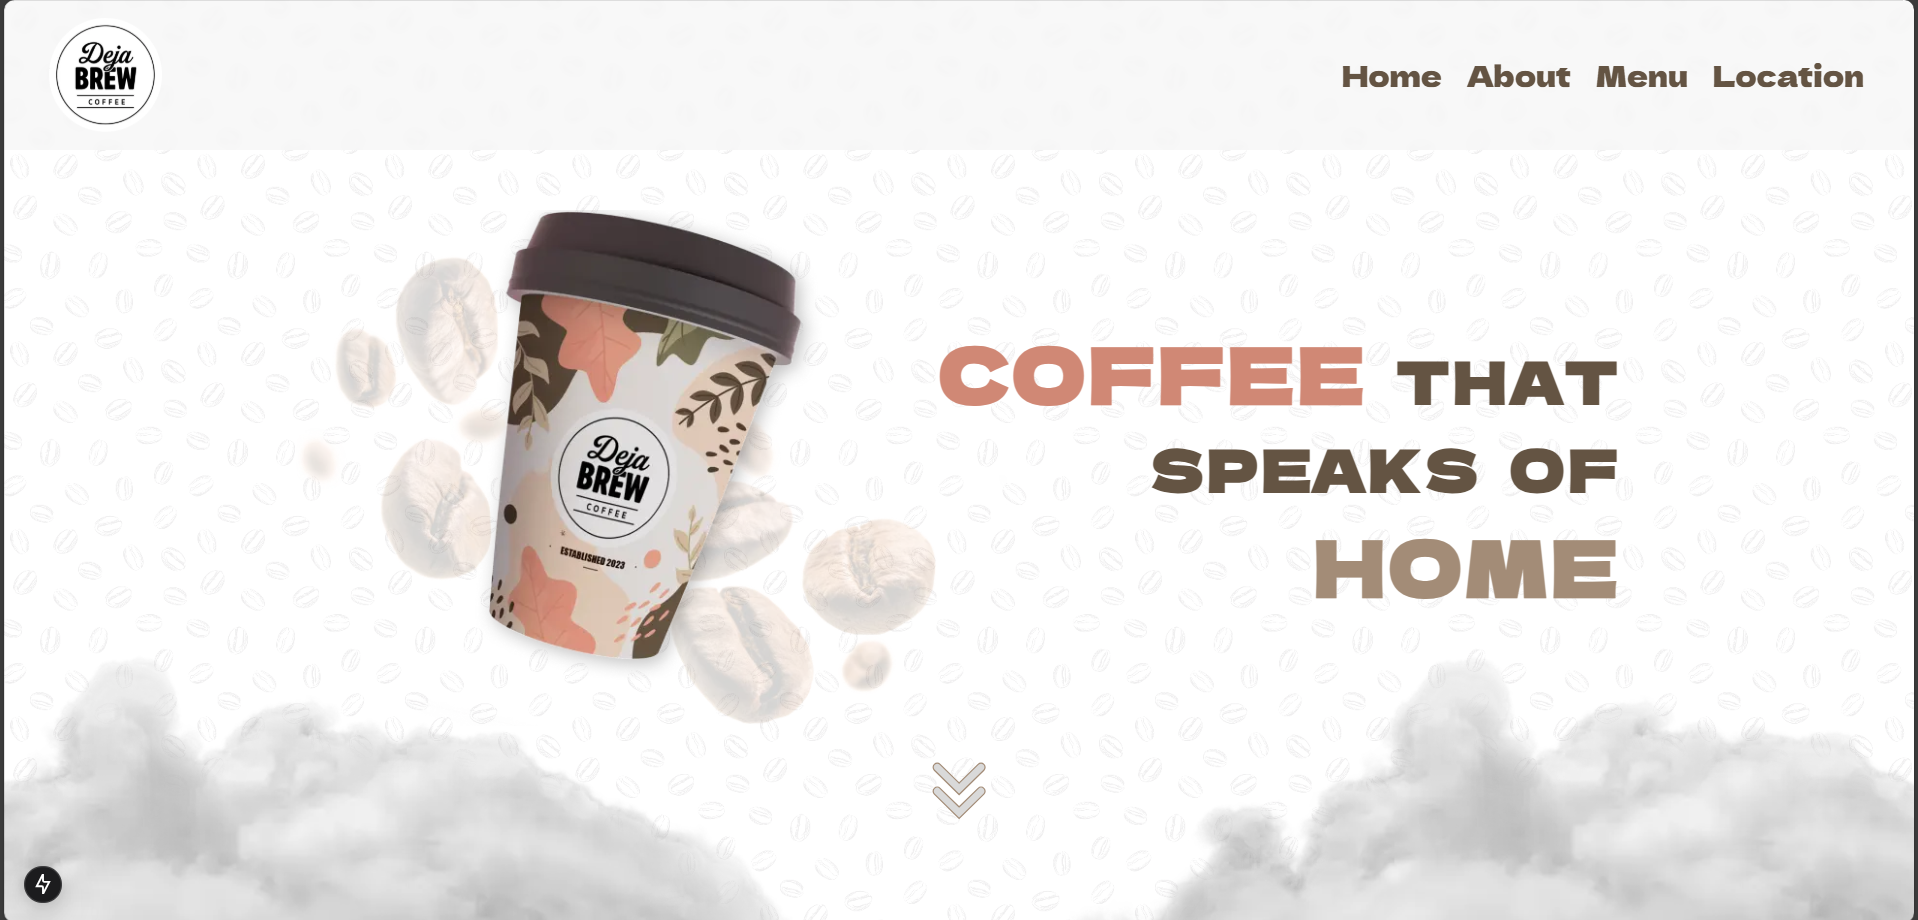 Deja
BREW
COFFEE
Home About Menu Location
COFFEE THAT
SPEAKS OF
HOME
Deja
BREW
COFFEE
ESTABLISHED 2023